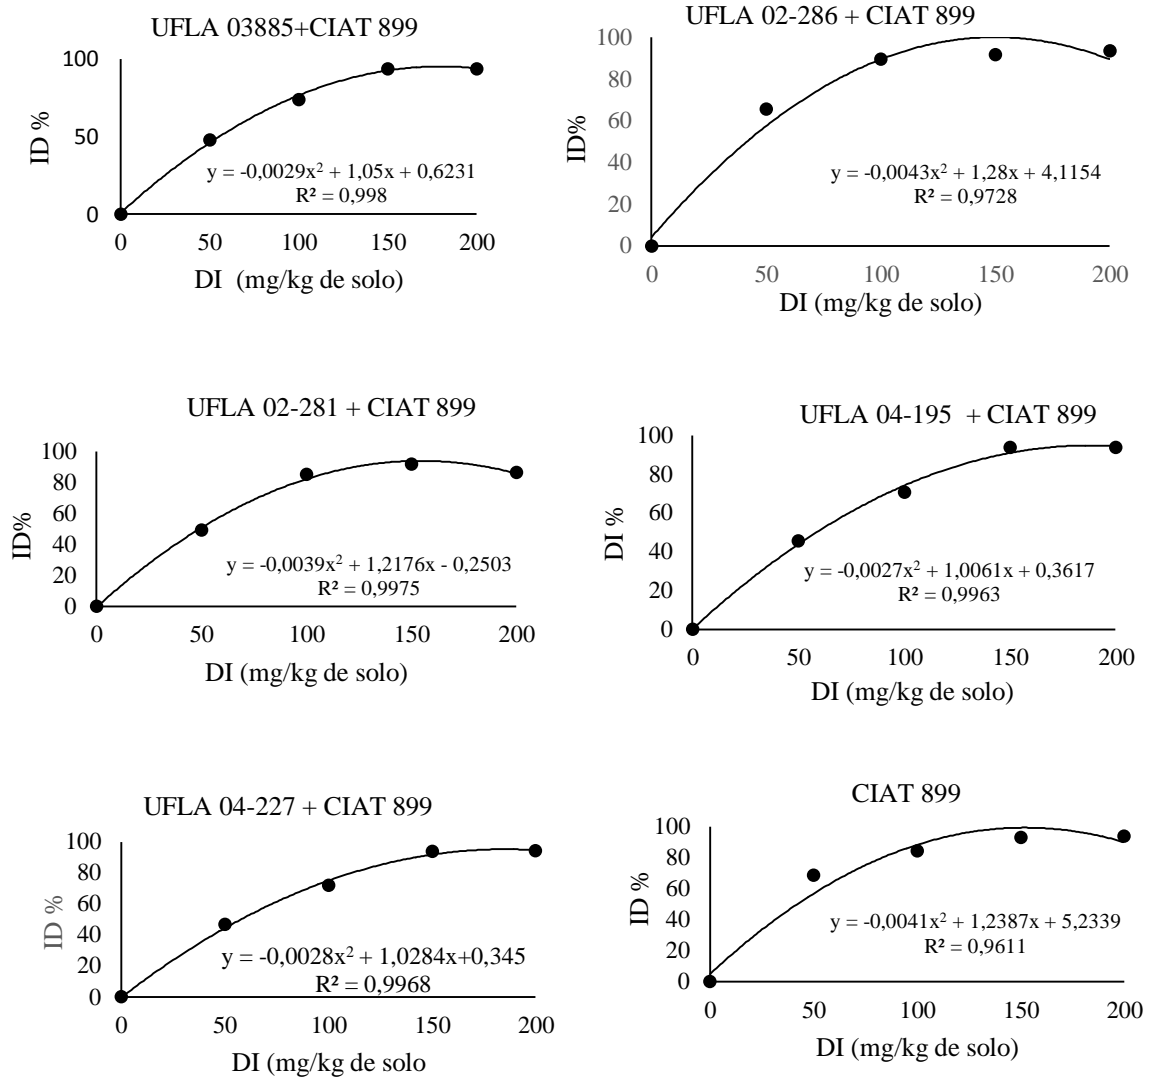 UFLA 03885+CIAT 899
100
50
0
ID %
y = -0,0029x² + 1,05x + 0,6231
R² = 0,998
0 50 100 150 200
DI (mg/kg de solo)
UFLA 02-286 + CIAT 899
100
80
60
40
20
0
ID%
y = -0,0043x² + 1,28x + 4,1154
R² = 0,9728
0 50 100 150 200
DI (mg/kg de solo)
UFLA 02-281 + CIAT 899
100
80
60
40
20
0
ID%
y = -0,0039x² + 1,2176x - 0,2503
R² = 0,9975
0 50 100 150 200
DI (mg/kg de solo)
UFLA 04-195 + CIAT 899
100
80
60
40
20
0
DI %
y = -0,0027x² + 1,0061x + 0,3617
R² = 0,9963
0 50 100 150 200
DI (mg/kg de solo)
UFLA 04-227 + CIAT 899
100
80
60
40
20
0
ID %
y = -0,0028x² + 1,0284x+0,345
R² = 0,9968
0 50 100 150 200
DI (mg/kg de solo
CIAT 899
100
80
60
40
20
0
ID %
y = -0,0041x² + 1,2387x + 5,2339
R² = 0,9611
0 50 100 150 200
DI (mg/kg de solo)